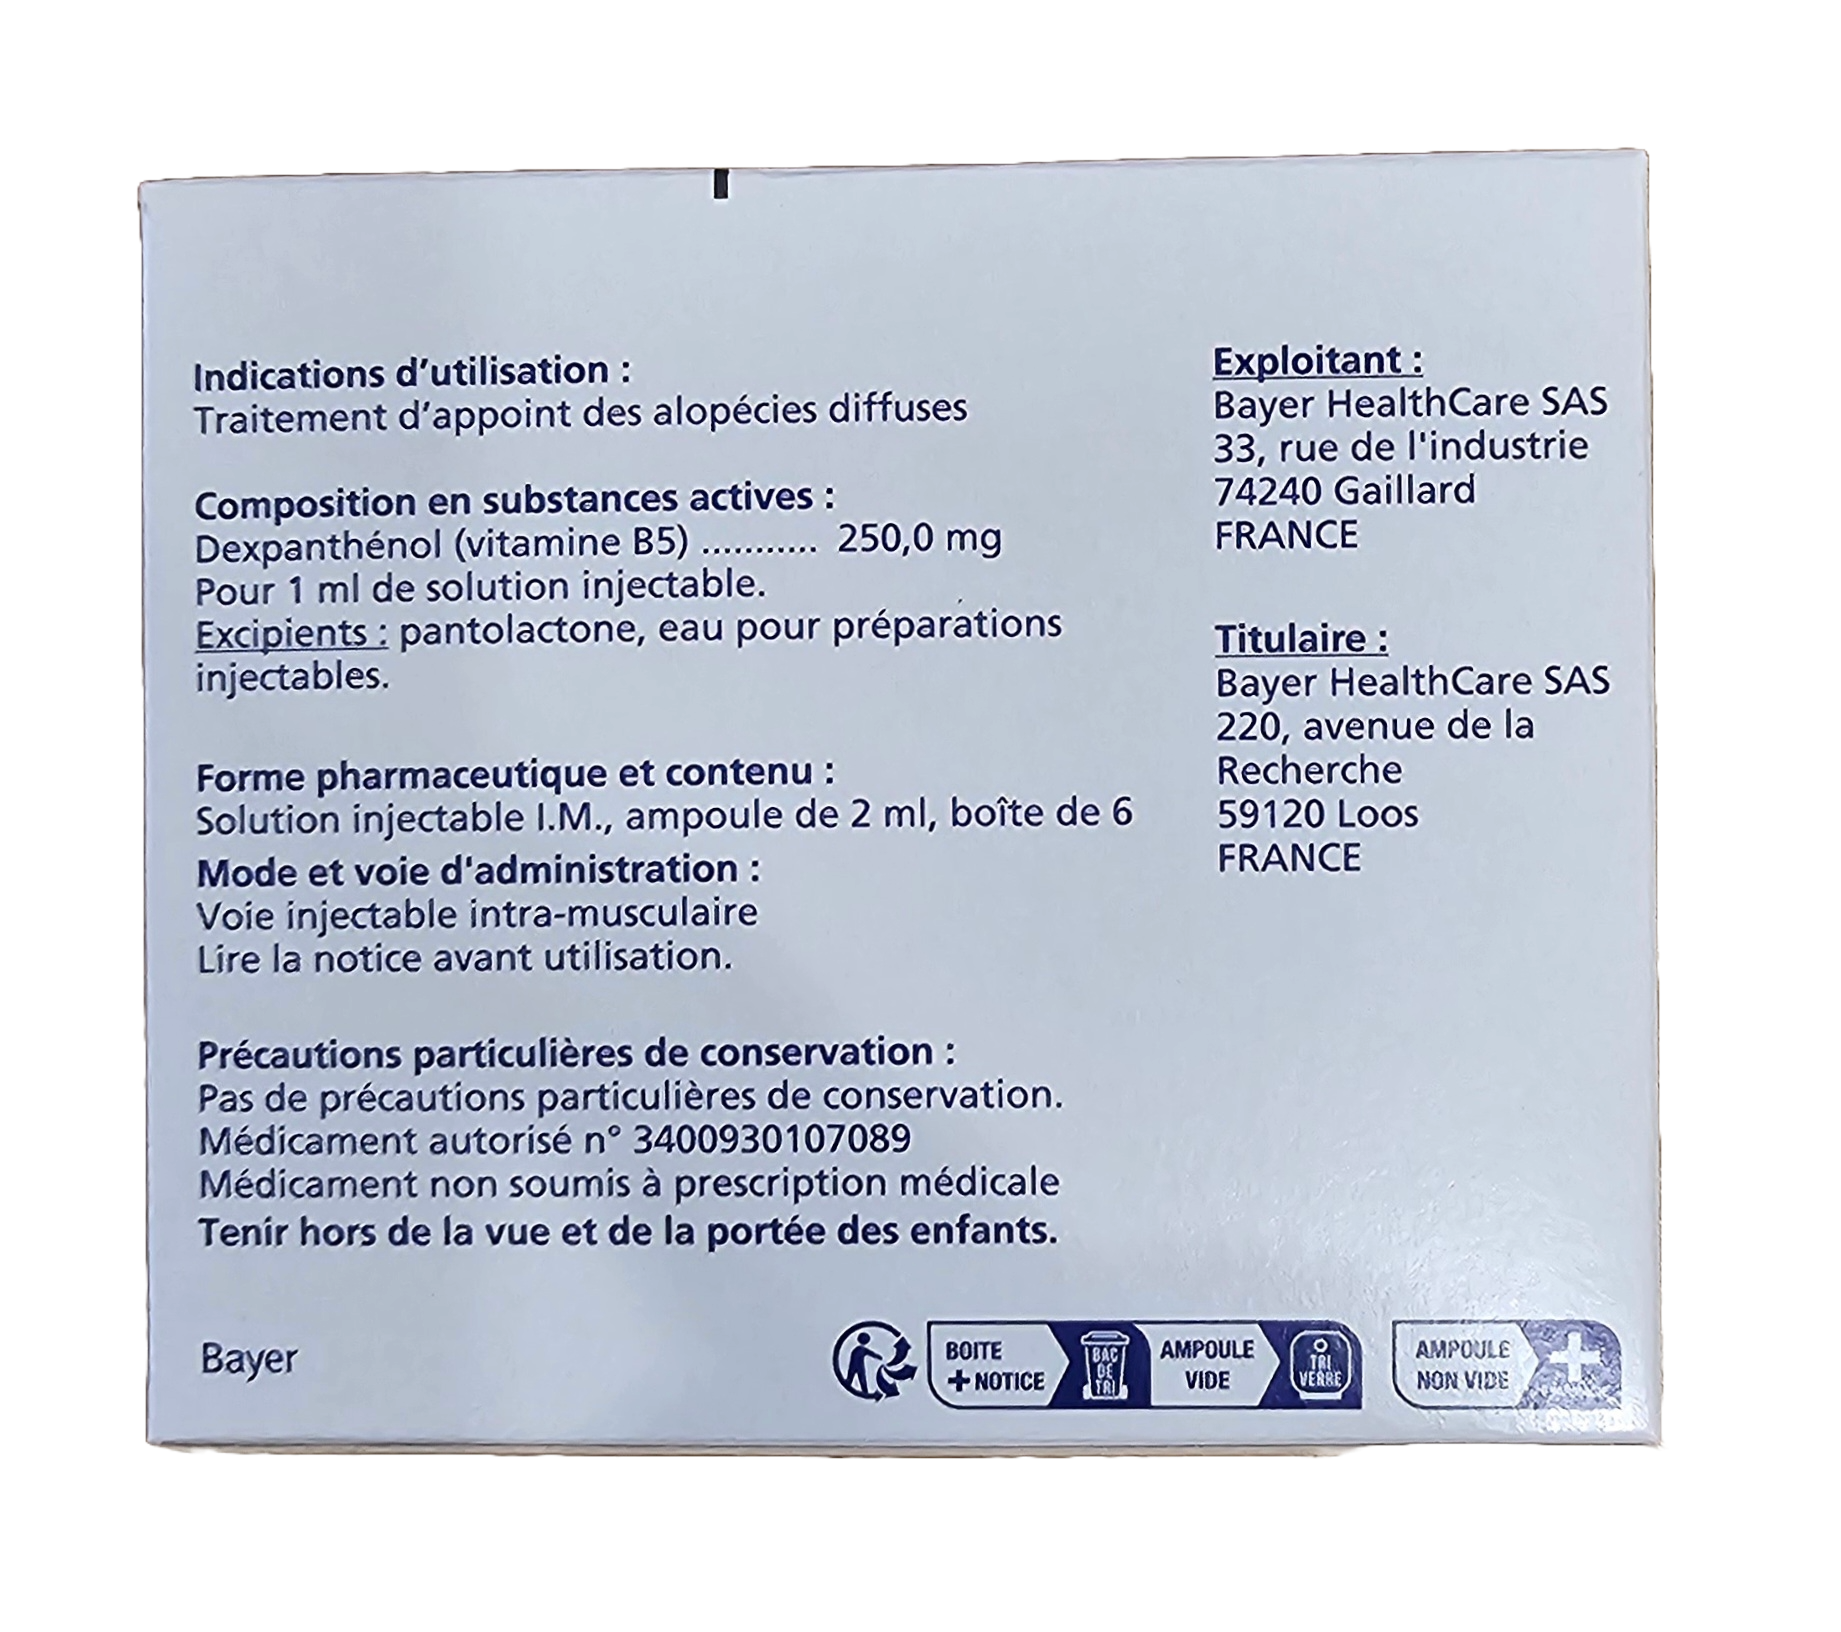 Indications d'utilisation :
Traitement d'appoint des alopécies diffuses
Composition en substances actives :
Dexpanthénol (vitamine B5) ........... 250,0 mg
Pour 1 ml de solution injectable.
Excipients : pantolactone, eau pour préparations
injectables.
Forme pharmaceutique et contenu :
Solution injectable I.M., ampoule de 2 ml, boîte de 6
Mode et voie d'administration :
Voie injectable intra-musculaire
Lire la notice avant utilisation.
Précautions particulières de conservation :
Pas de précautions particulières de conservation.
Médicament autorisé n° 3400930107089
Médicament non soumis à prescription médicale
Tenir hors de la vue et de la portée des enfants.
Bayer
Exploitant :
Bayer HealthCare SAS
33, rue de l'industrie
74240 Gaillard
FRANCE
Titulaire :
Bayer HealthCare SAS
220, avenue de la
Recherche
59120 Loos
FRANCE
BOITE
+ NOTICE
BAC
DE
TRI
AMPOULE
VIDE
TRI
VERRE
AMPOULE
NON VIDE